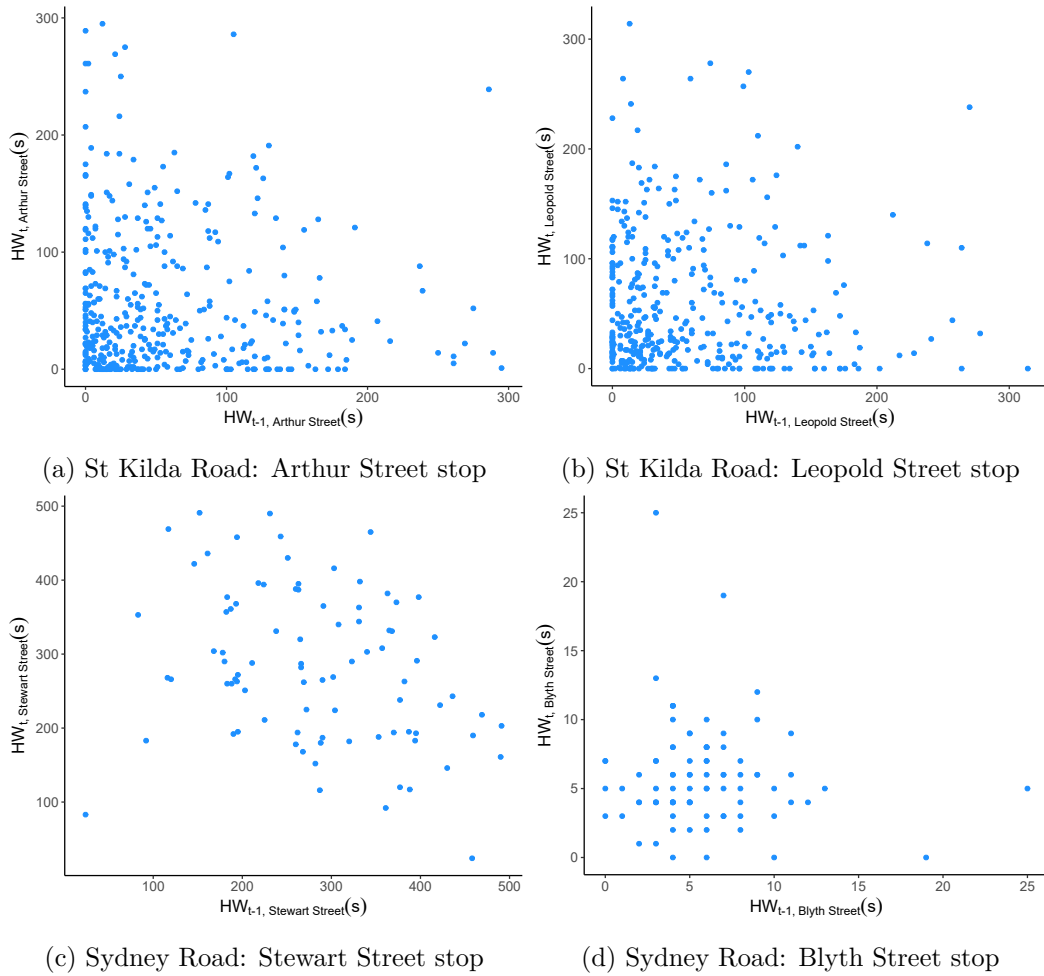 300
200
100
0
HWt, Arthur Street(s)
0 100 200 300
HWt-1, Arthur Street(s)
300
200
100
0
HWt, Leopold Street(s)
0 100 200 300
HWt-1, Leopold Street(s)
(a) St Kilda Road: Arthur Street stop
(b) St Kilda Road: Leopold Street stop
500
400
300
200
100
HWt, Stewart Street(s)
100 200 300 400 500
HWt-1, Stewart Street(s)
25
20
15
10
5
0
HWt, Blyth Street(s)
0 5 10 15 20 25
HWt-1, Blyth Street(s)
(c) Sydney Road: Stewart Street stop
(d) Sydney Road: Blyth Street stop